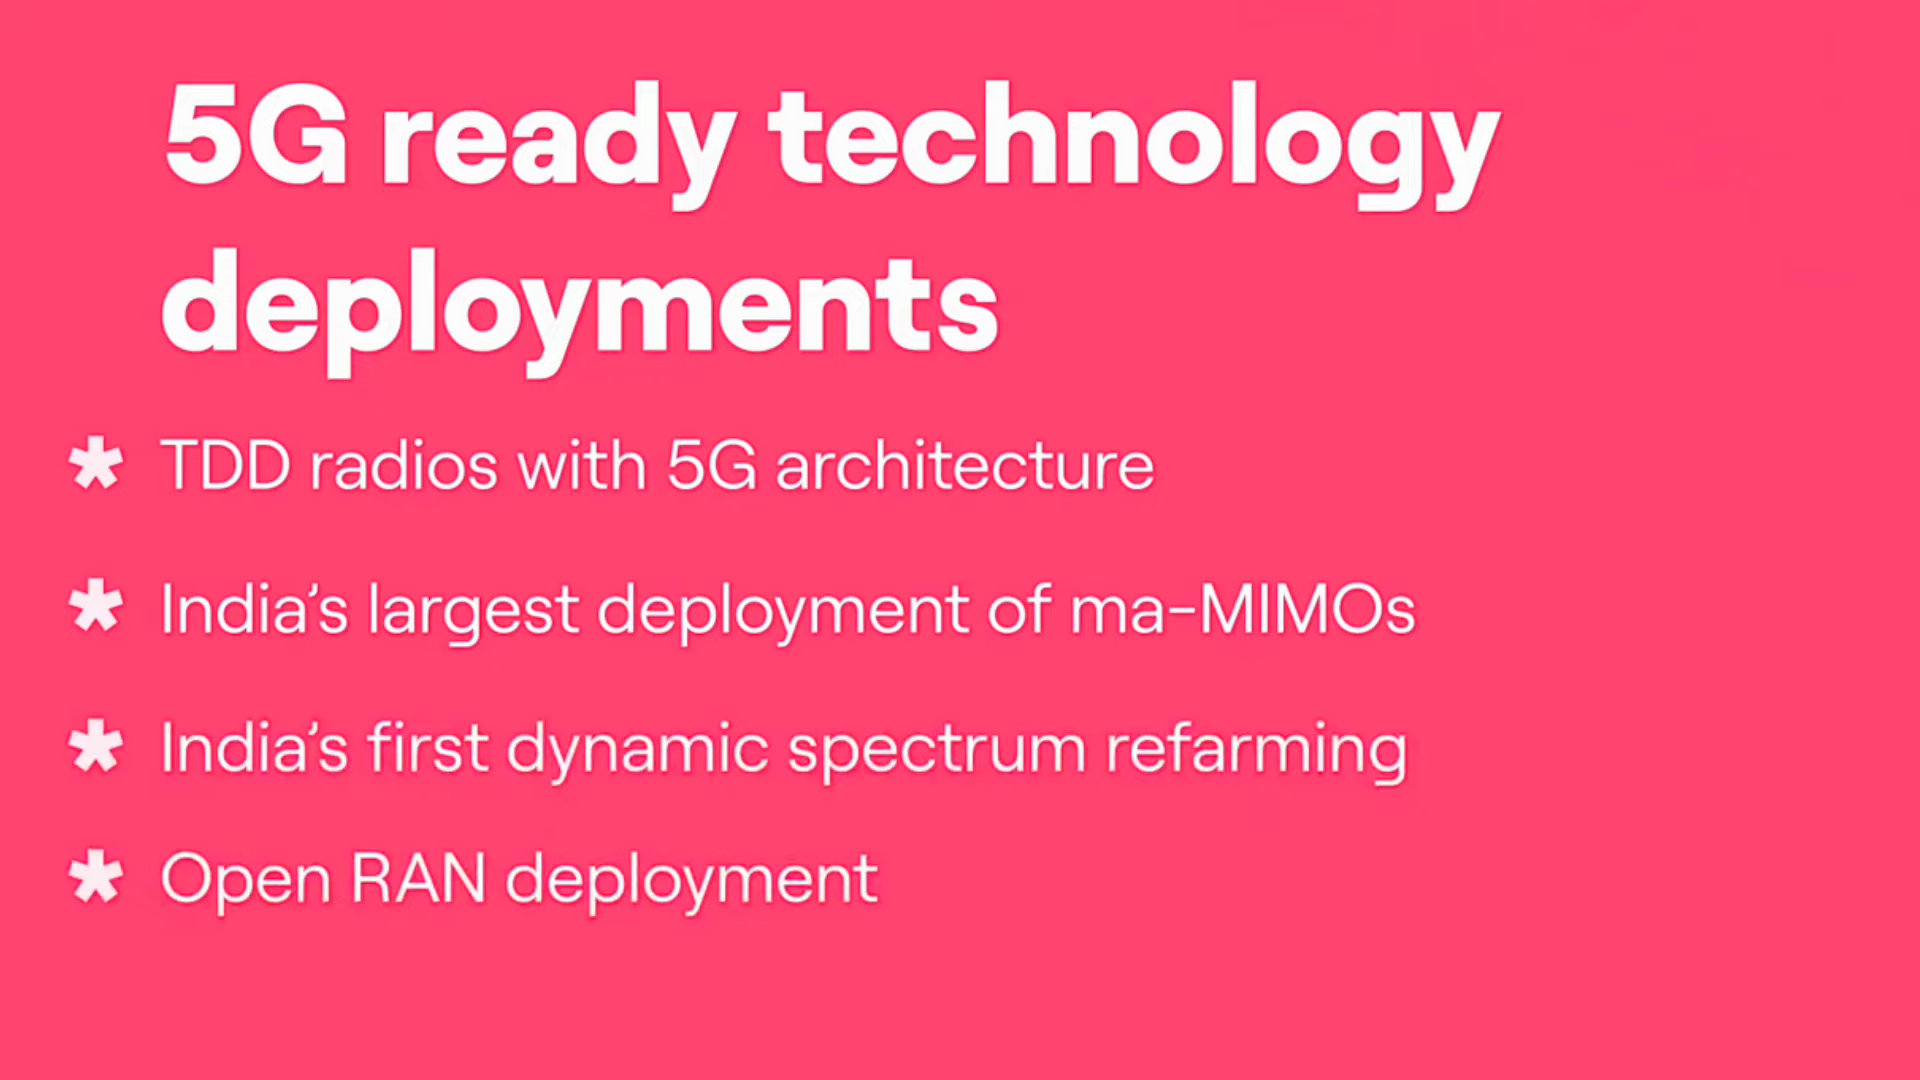 5G ready technology
deployments
* TDD radios with 5G architecture
* India’s largest deployment of ma-MIMOs
* India’s first dynamic spectrum refarming
* Open RAN deployment